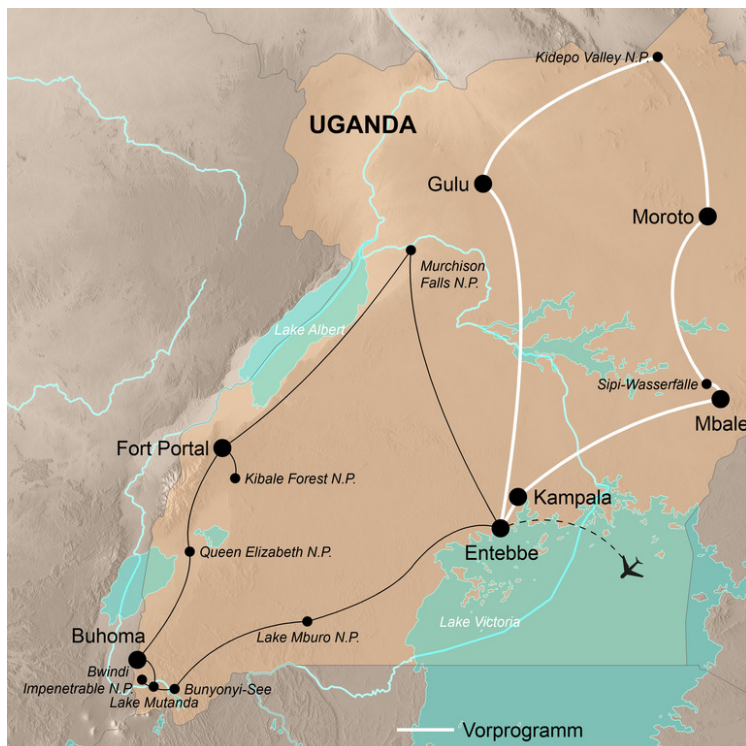 Kidepo Valley N.P.
UGANDA
Gulu
Moroto
Murchison
Falls N.P.
Lake Albert
Sipi-Wasserfälle
Mbale
Fort Portal
Kibale Forest N.P.
Kampala
Entebbe
Queen Elizabeth N.P.
Lake Victoria
Lake Mburo N.P.
Buhoma
Bwindi
Impenetrable N.P.
Bunyonyi-See
Lake Mutanda
Vorprogramm